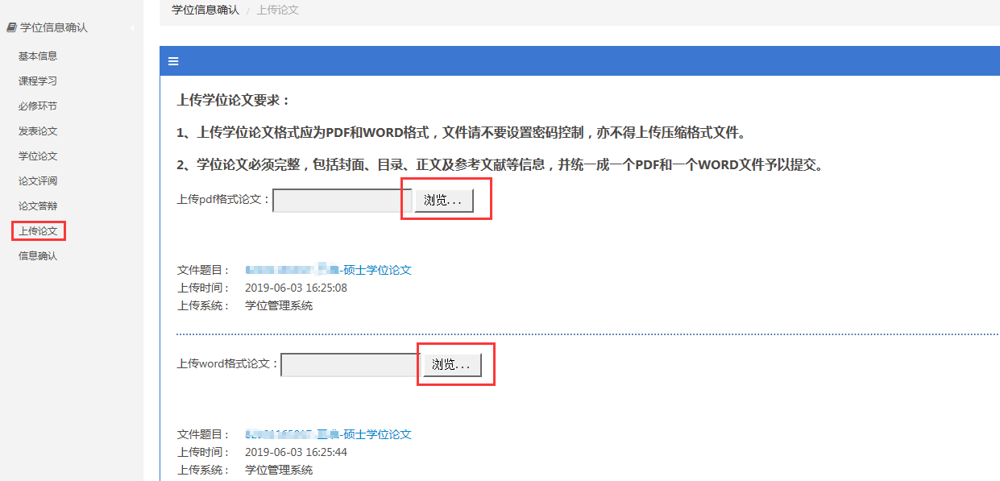 学位信息确认 / 上传论文
学位信息确认
基本信息
课程学习
必修环节
发表论文
学位论文
论文评阅
论文答辩
上传论文
信息确认
上传学位论文要求：
1、上传学位论文格式应为PDF和WORD格式，文件请不要设置密码控制，亦不得上传压缩格式文件。
2、学位论文必须完整，包括封面、目录、正文及参考文献等信息，并统一成一个PDF和一个WORD文件予以提交。
上传pdf格式论文： 浏览...
文件题目： -硕士学位论文
上传时间： 2019-06-03 16:25:08
上传系统： 学位管理系统
上传word格式论文： 浏览...
文件题目： -硕士学位论文
上传时间： 2019-06-03 16:25:44
上传系统： 学位管理系统